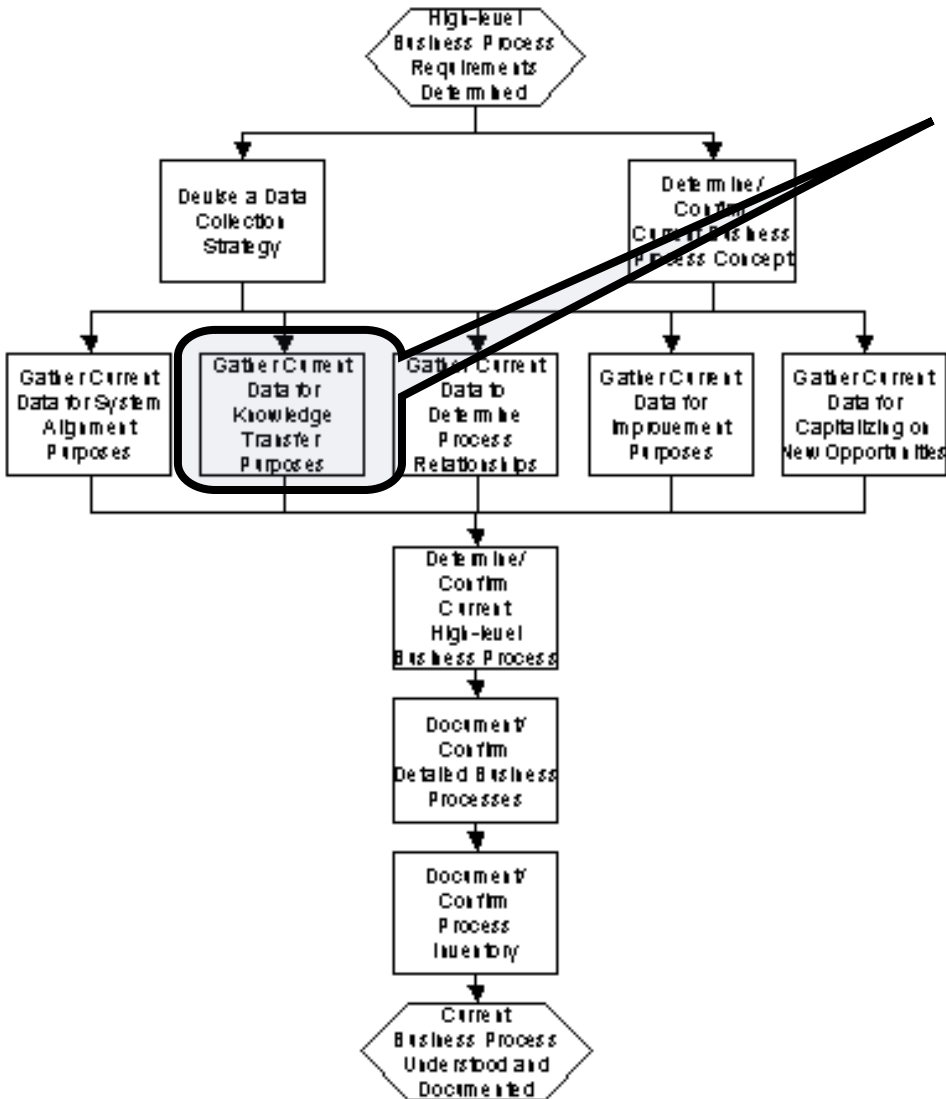 High-level
Business Process
Requirements
Determined
Devise a Data
Collection
Strategy
Determine/
Confirm
Current Business
Process Concept
Gather Current
Data for System
Alignment
Purposes
Gather Current
Data for
Knowledge
Transfer
Purposes
Gather Current
Data to
Determine
Process
Relationships
Gather Current
Data for
Improvement
Purposes
Gather Current
Data for
Capitalizing on
New Opportunities
Determine/
Confirm
Current
High-level
Business Process
Document/
Confirm
Detailed Business
Processes
Document/
Confirm
Process
Inventory
Current
Business Process
Understood and
Documented